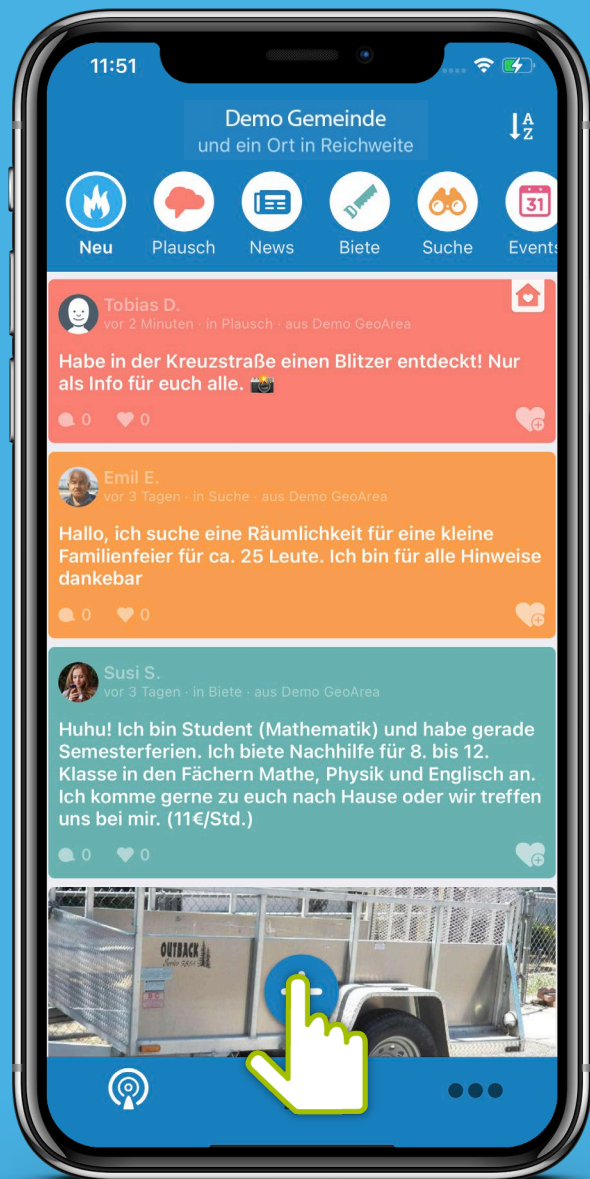 11:51
Demo Gemeinde
und ein Ort in Reichweite
A
Z
31
Neu Plausch News Biete Suche Events
Tobias D.
vor 2 Minuten · in Plausch · aus Demo GeoArea
Habe in der Kreuzstraße einen Blitzer entdeckt! Nur
als Info für euch alle. 📸
0 0
Emil E.
vor 3 Tagen · in Suche · aus Demo GeoArea
Hallo, ich suche eine Räumlichkeit für eine kleine
Familienfeier für ca. 25 Leute. Ich bin für alle Hinweise
dankebar
0 0
Susi S.
vor 3 Tagen · in Biete · aus Demo GeoArea
Huhu! Ich bin Student (Mathematik) und habe gerade
Semesterferien. Ich biete Nachhilfe für 8. bis 12.
Klasse in den Fächern Mathe, Physik und Englisch an.
Ich komme gerne zu euch nach Hause oder wir treffen
uns bei mir. (11€/Std.)
0 0
OUTBACK